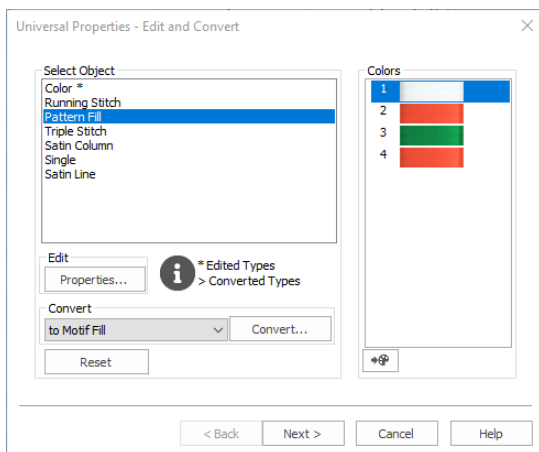 Universal Properties - Edit and Convert
Select Object
Color *
Running Stitch
Pattern Fill
Triple Stitch
Satin Column
Single
Satin Line
Edit
Properties...
* Edited Types
> Converted Types
Convert
to Motif Fill
Convert...
Reset
Colors
1
2
3
4
< Back
Next >
Cancel
Help